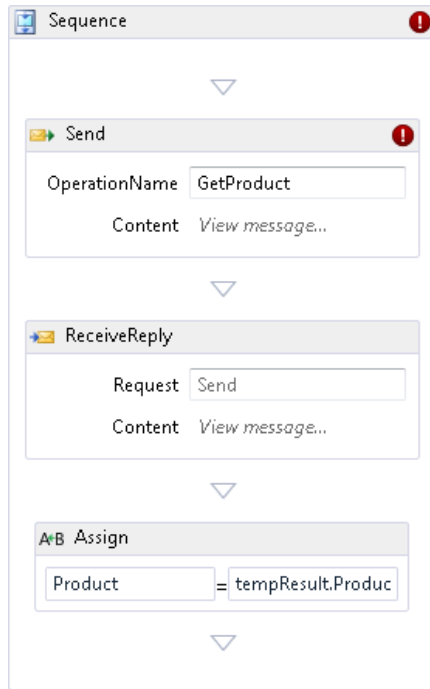 Sequence
Send
OperationName GetProduct
Content View message...
ReceiveReply
Request Send
Content View message...
A←B Assign
Product = tempResult.Produc